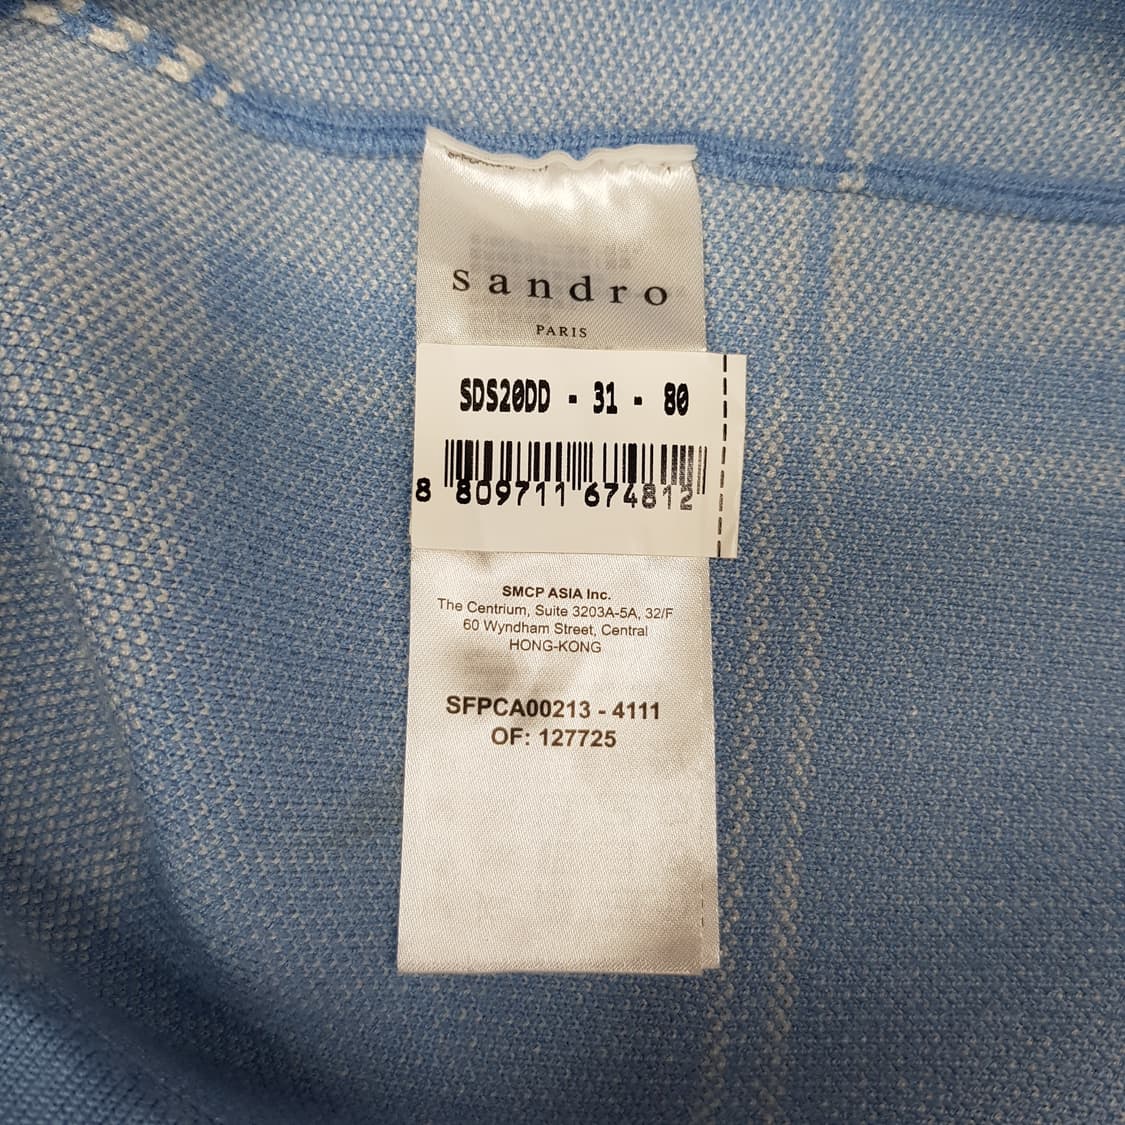 sandro
PARIS
SDS20DD - 31 - 80
8 809711 674812
SMCP ASIA Inc.
The Centrium, Suite 3203A-5A, 32/F
60 Wyndham Street, Central
HONG-KONG
SFPCA00213 - 4111
OF: 127725